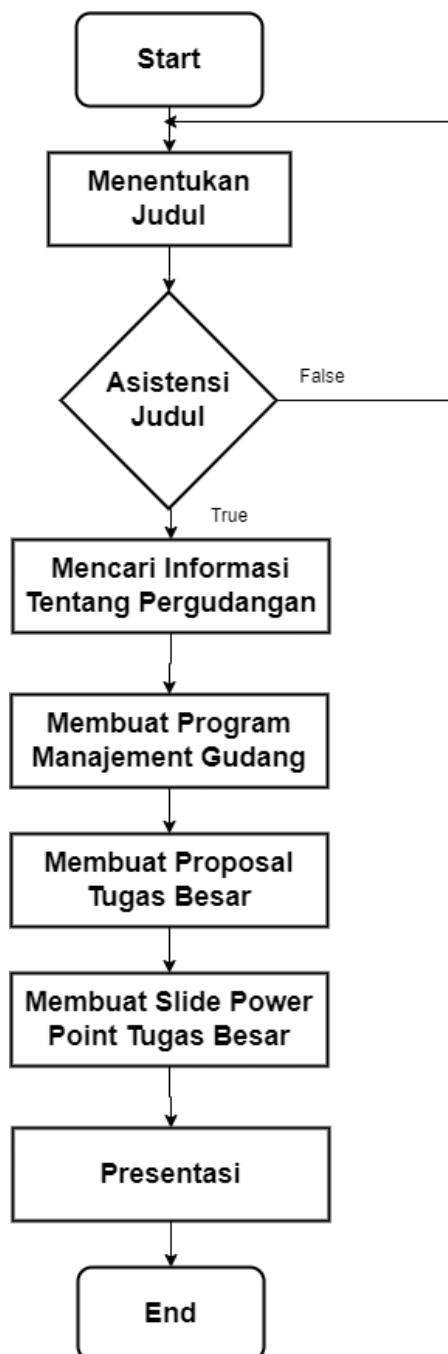 Start
Menentukan
Judul
Asistensi
Judul
False
True
Mencari Informasi
Tentang Pergudangan
Membuat Program
Manajement Gudang
Membuat Proposal
Tugas Besar
Membuat Slide Power
Point Tugas Besar
Presentasi
End